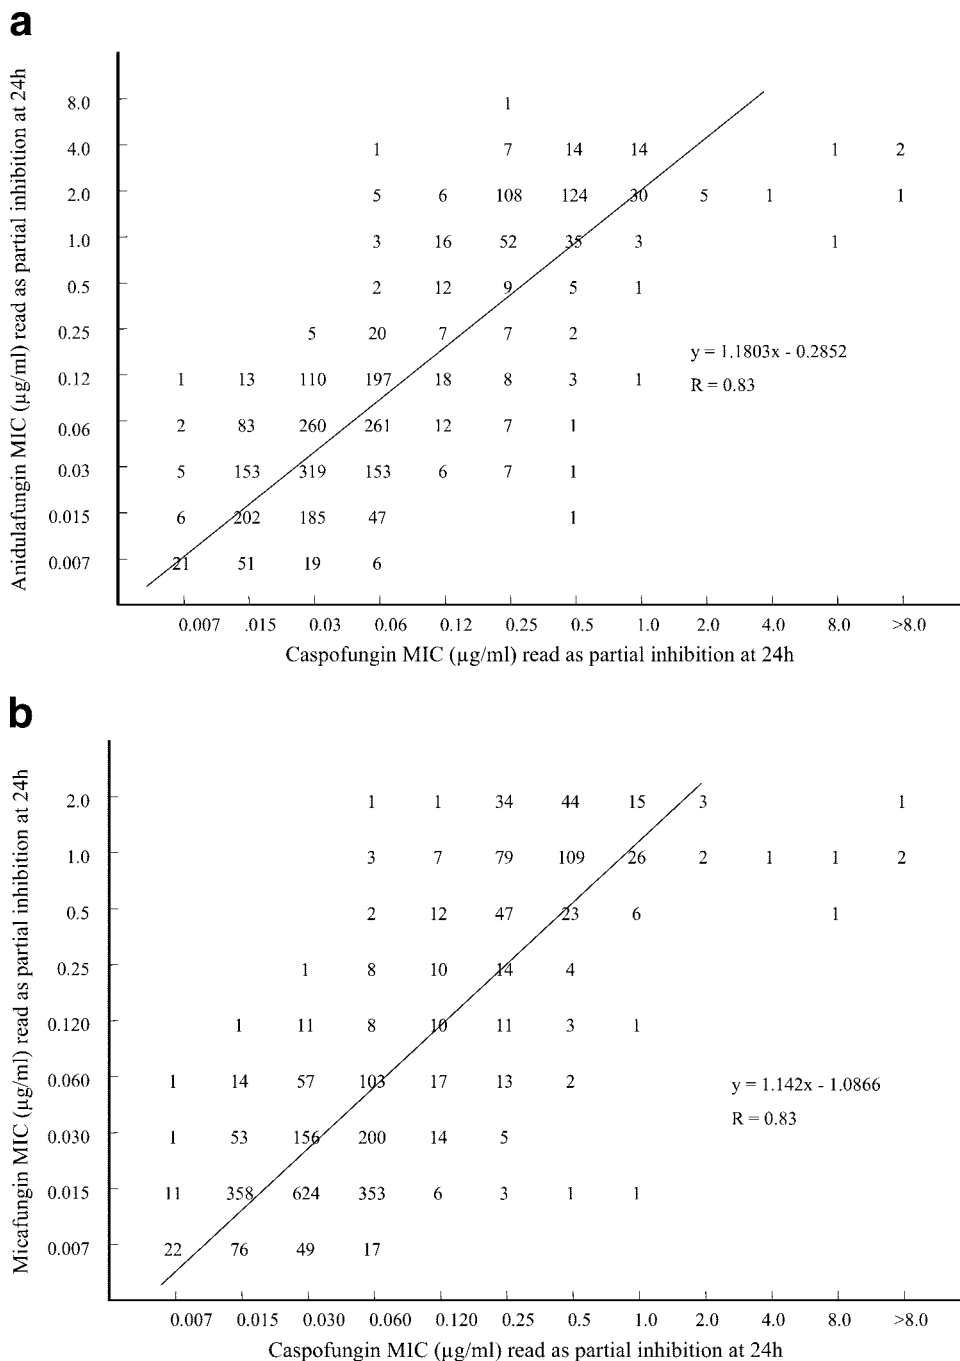 a
Anidulafungin MIC (µg/ml) read as partial inhibition at 24h
8.0 1
4.0 1 7 14 14 1 2
2.0 5 6 108 124 30 5 1 1
1.0 3 16 52 35 3 1
0.5 2 12 9 5 1
0.25 5 20 7 7 2
y = 1.1803x - 0.2852
0.12 1 13 110 197 18 8 3 1
R = 0.83
0.06 2 83 260 261 12 7 1
0.03 5 153 319 153 6 7 1
0.015 6 202 185 47 1
0.007 21 51 19 6
0.007 .015 0.03 0.06 0.12 0.25 0.5 1.0 2.0 4.0 8.0 >8.0
Caspofungin MIC (µg/ml) read as partial inhibition at 24h
b
Micafungin MIC (µg/ml) read as partial inhibition at 24h
2.0 1 1 34 44 15 3 1
1.0 3 7 79 109 26 2 1 1 2
0.5 2 12 47 23 6 1
0.25 1 8 10 14 4
0.120 1 11 8 10 11 3 1
0.060 1 14 57 103 17 13 2
y = 1.142x - 1.0866
R = 0.83
0.030 1 53 156 200 14 5
0.015 11 358 624 353 6 3 1 1
0.007 22 76 49 17
0.007 0.015 0.030 0.060 0.120 0.25 0.5 1.0 2.0 4.0 8.0 >8.0
Caspofungin MIC (µg/ml) read as partial inhibition at 24h